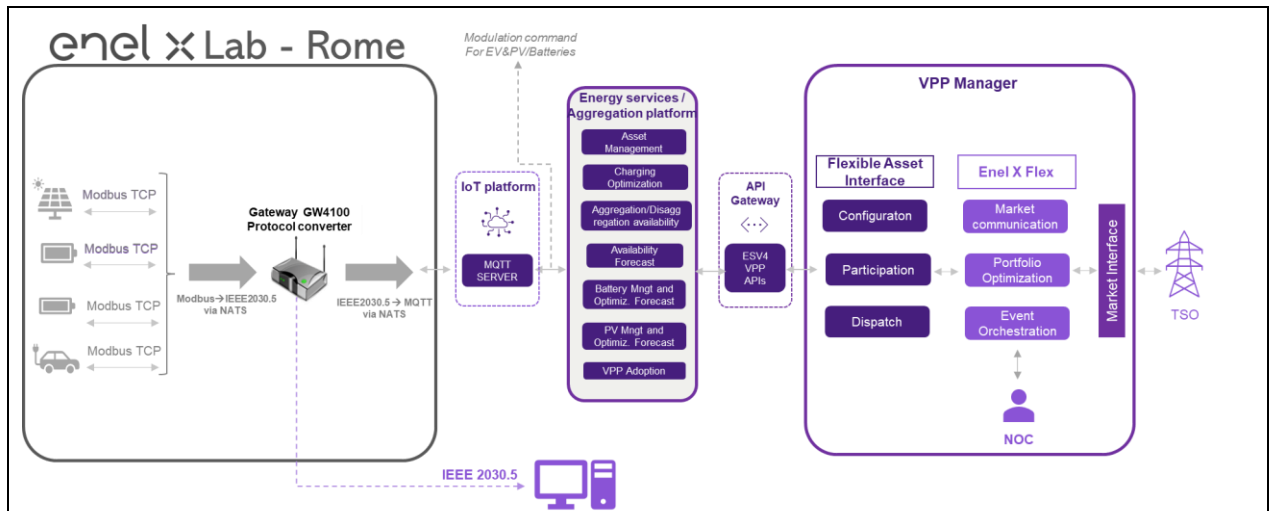 enel x Lab - Rome
Modulation command
For EV&PV/Batteries
Modbus TCP
Modbus TCP
Modbus TCP
Modbus TCP
Gateway GW4100
Protocol converter
Modbus→IEEE2030.5
via NATS
IEEE2030.5 → MQTT
via NATS
IEEE 2030.5
IoT platform
MQTT
SERVER
Energy services /
Aggregation platform
Asset
Management
Charging
Optimization
Aggregation/Disagg
regation availability
Availability
Forecast
Battery Mngt and
Optimiz. Forecast
PV Mngt and
Optimiz. Forecast
VPP Adoption
API
Gateway
ESV4
VPP
APIs
VPP Manager
Flexible Asset
Interface
Configuraton
Participation
Dispatch
Enel X Flex
Market
communication
Portfolio
Optimization
Event
Orchestration
NOC
Market Interface
TSO